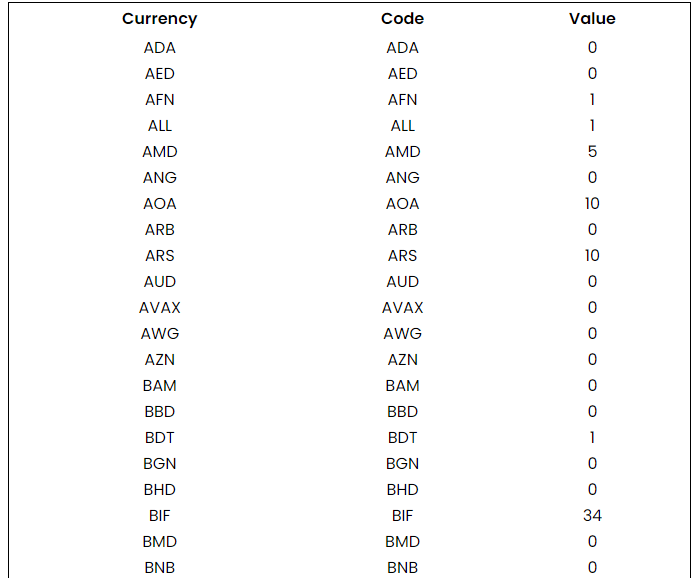 Currency Code Value
ADA ADA 0
AED AED 0
AFN AFN 1
ALL ALL 1
AMD AMD 5
ANG ANG 0
AOA AOA 10
ARB ARB 0
ARS ARS 10
AUD AUD 0
AVAX AVAX 0
AWG AWG 0
AZN AZN 0
BAM BAM 0
BBD BBD 0
BDT BDT 1
BGN BGN 0
BHD BHD 0
BIF BIF 34
BMD BMD 0
BNB BNB 0